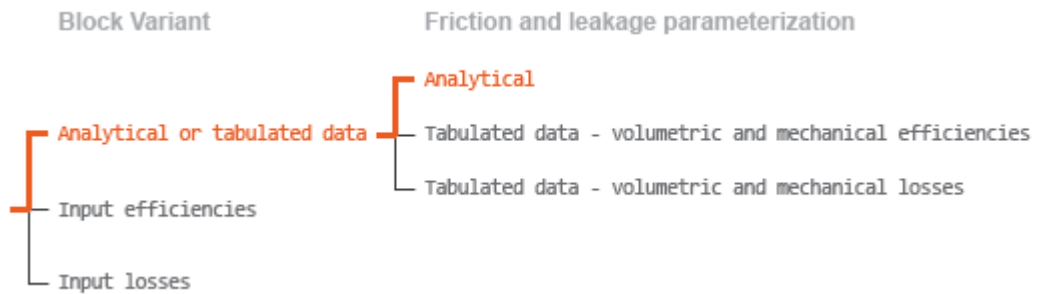 Block Variant
Friction and leakage parameterization
Analytical
Analytical or tabulated data
Tabulated data - volumetric and mechanical efficiencies
Tabulated data - volumetric and mechanical losses
Input efficiencies
Input losses